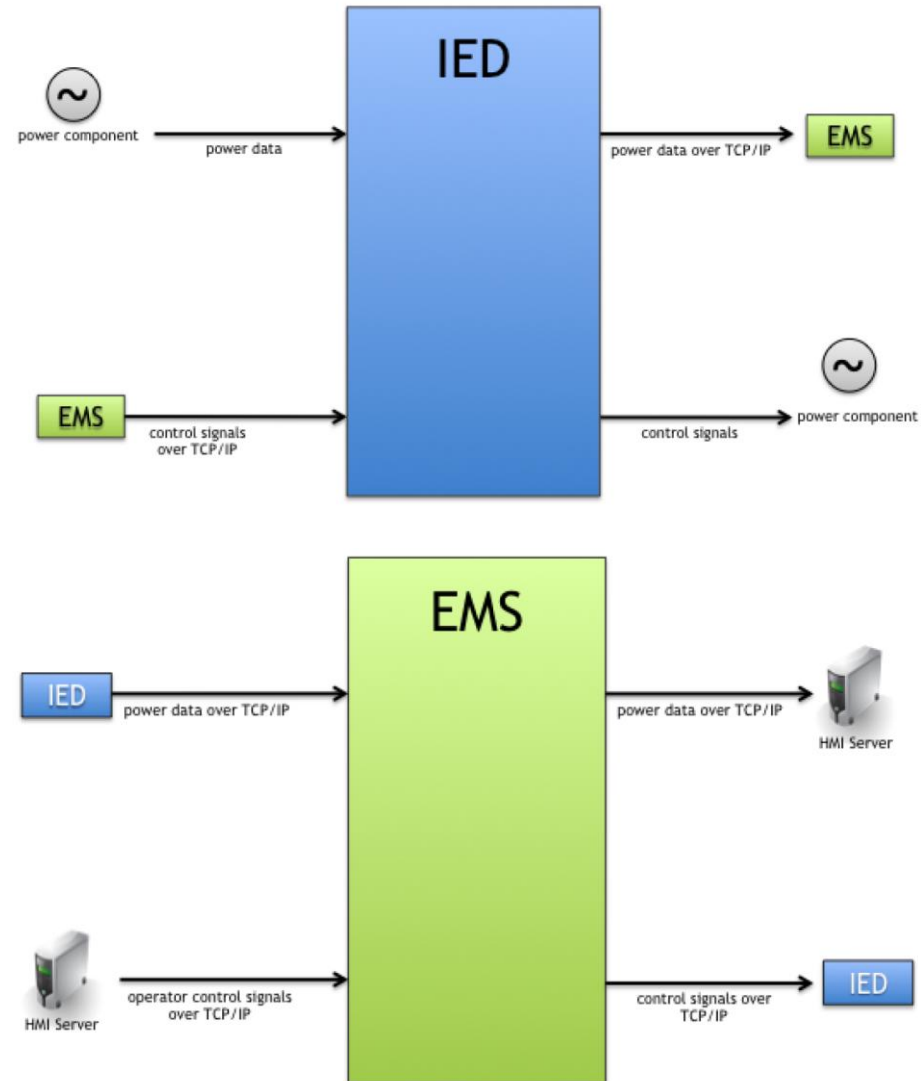 IED
power component
power data
power data over TCP/IP
EMS
EMS
control signals
over TCP/IP
control signals
power component
EMS
IED
power data over TCP/IP
power data over TCP/IP
HMI Server
HMI Server
operator control signals
over TCP/IP
control signals over
TCP/IP
IED